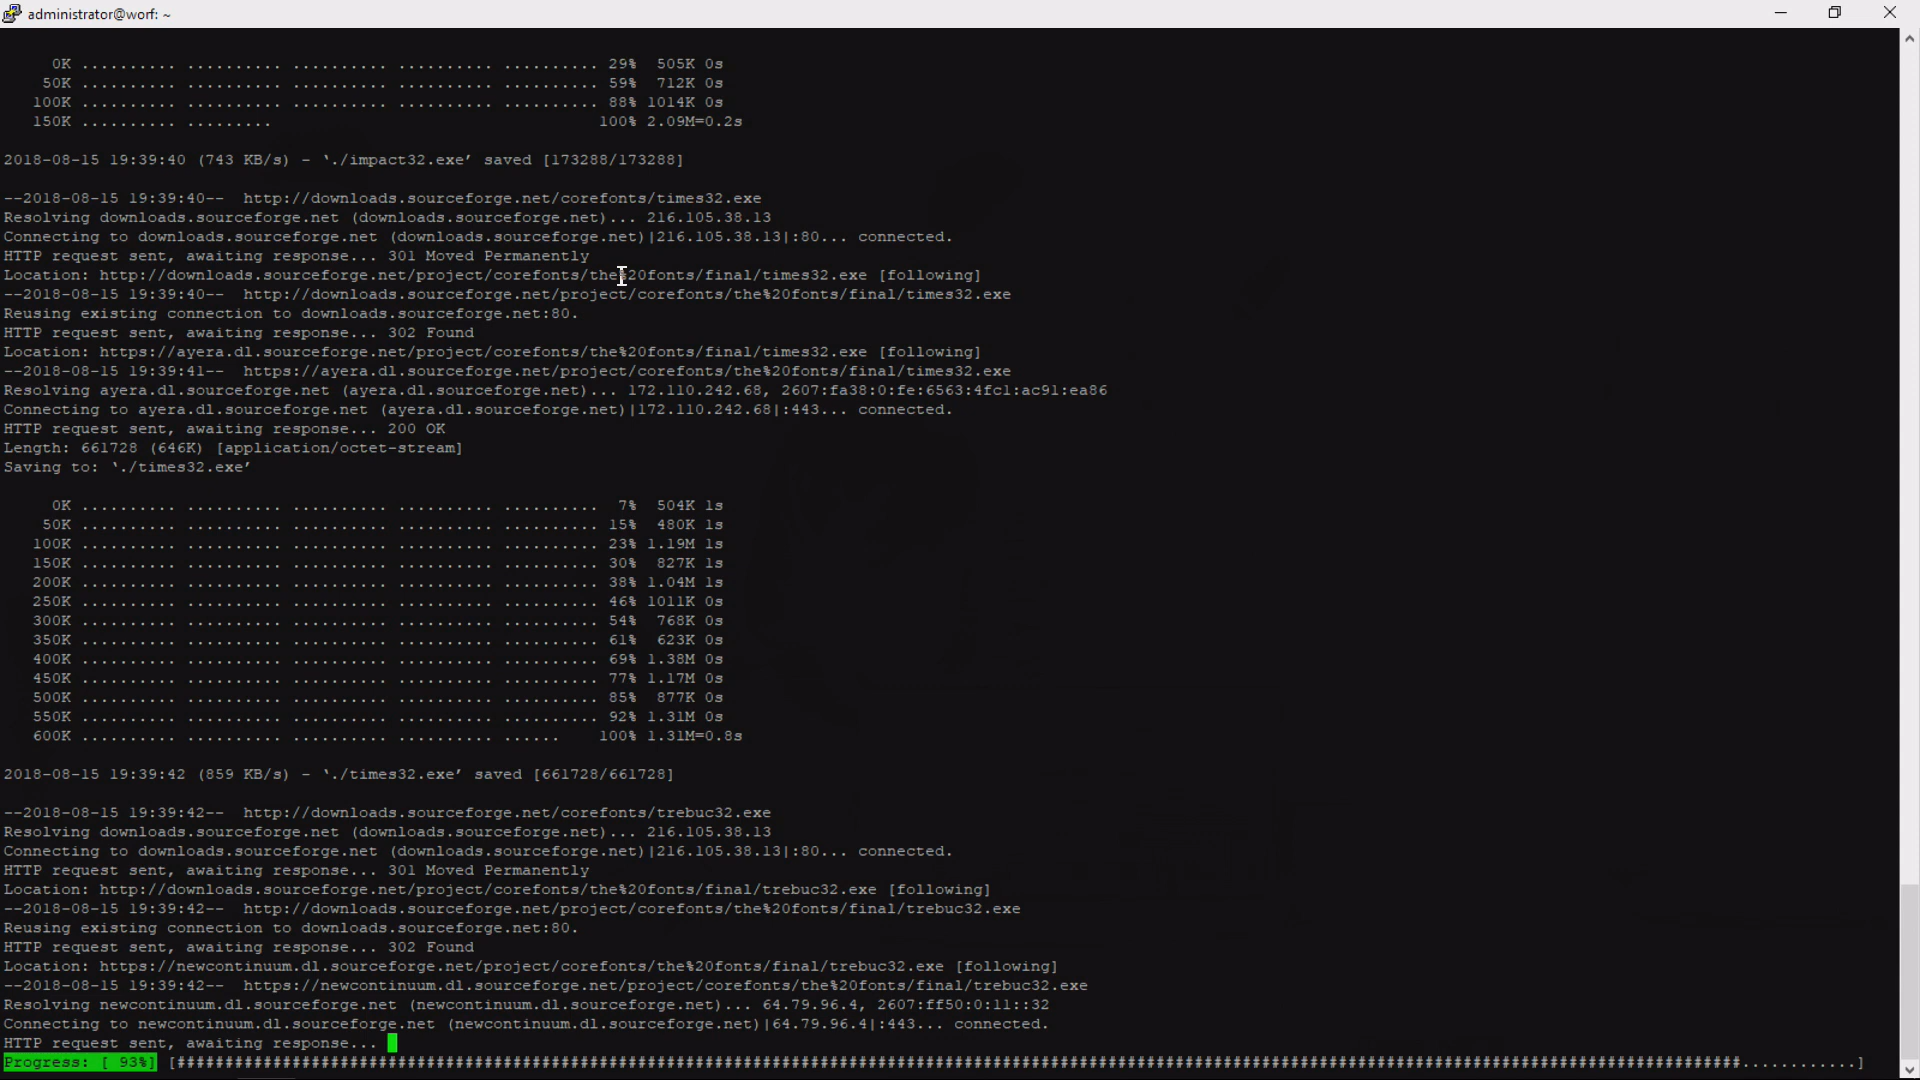 administrator@worf: ~
0K .......... .......... .......... .......... .......... 29%  505K 0s
50K .......... .......... .......... .......... .......... 59%  712K 0s
100K .......... .......... .......... .......... .......... 88% 1014K 0s
150K .......... .........                                  100% 2.09M=0.2s
2018-08-15 19:39:40 (743 KB/s) - ‘./impact32.exe’ saved [173288/173288]
--2018-08-15 19:39:40--  http://downloads.sourceforge.net/corefonts/times32.exe
Resolving downloads.sourceforge.net (downloads.sourceforge.net)... 216.105.38.13
Connecting to downloads.sourceforge.net (downloads.sourceforge.net)|216.105.38.13|:80... connected.
HTTP request sent, awaiting response... 301 Moved Permanently
Location: http://downloads.sourceforge.net/project/corefonts/the%20fonts/final/times32.exe [following]
--2018-08-15 19:39:40--  http://downloads.sourceforge.net/project/corefonts/the%20fonts/final/times32.exe
Reusing existing connection to downloads.sourceforge.net:80.
HTTP request sent, awaiting response... 302 Found
Location: https://ayera.dl.sourceforge.net/project/corefonts/the%20fonts/final/times32.exe [following]
--2018-08-15 19:39:41--  https://ayera.dl.sourceforge.net/project/corefonts/the%20fonts/final/times32.exe
Resolving ayera.dl.sourceforge.net (ayera.dl.sourceforge.net)... 172.110.242.68, 2607:fa38:0:fe:6563:4fc1:ac91:ea86
Connecting to ayera.dl.sourceforge.net (ayera.dl.sourceforge.net)|172.110.242.68|:443... connected.
HTTP request sent, awaiting response... 200 OK
Length: 661728 (646K) [application/octet-stream]
Saving to: ‘./times32.exe’
0K .......... .......... .......... .......... ..........  7%  504K 1s
50K .......... .......... .......... .......... .......... 15%  480K 1s
100K .......... .......... .......... .......... .......... 23% 1.19M 1s
150K .......... .......... .......... .......... .......... 30%  827K 1s
200K .......... .......... .......... .......... .......... 38% 1.04M 1s
250K .......... .......... .......... .......... .......... 46% 1011K 0s
300K .......... .......... .......... .......... .......... 54%  768K 0s
350K .......... .......... .......... .......... .......... 61%  623K 0s
400K .......... .......... .......... .......... .......... 69% 1.38M 0s
450K .......... .......... .......... .......... .......... 77% 1.17M 0s
500K .......... .......... .......... .......... .......... 85%  877K 0s
550K .......... .......... .......... .......... .......... 92% 1.31M 0s
600K .......... .......... .......... .......... ......    100% 1.31M=0.8s
2018-08-15 19:39:42 (859 KB/s) - ‘./times32.exe’ saved [661728/661728]
--2018-08-15 19:39:42--  http://downloads.sourceforge.net/corefonts/trebuc32.exe
Resolving downloads.sourceforge.net (downloads.sourceforge.net)... 216.105.38.13
Connecting to downloads.sourceforge.net (downloads.sourceforge.net)|216.105.38.13|:80... connected.
HTTP request sent, awaiting response... 301 Moved Permanently
Location: http://downloads.sourceforge.net/project/corefonts/the%20fonts/final/trebuc32.exe [following]
--2018-08-15 19:39:42--  http://downloads.sourceforge.net/project/corefonts/the%20fonts/final/trebuc32.exe
Reusing existing connection to downloads.sourceforge.net:80.
HTTP request sent, awaiting response... 302 Found
Location: https://newcontinuum.dl.sourceforge.net/project/corefonts/the%20fonts/final/trebuc32.exe [following]
--2018-08-15 19:39:42--  https://newcontinuum.dl.sourceforge.net/project/corefonts/the%20fonts/final/trebuc32.exe
Resolving newcontinuum.dl.sourceforge.net (newcontinuum.dl.sourceforge.net)... 64.79.96.4, 2607:ff50:0:11::32
Connecting to newcontinuum.dl.sourceforge.net (newcontinuum.dl.sourceforge.net)|64.79.96.4|:443... connected.
HTTP request sent, awaiting response...
Progress: [ 93%] [###################################################################################################################################################################............]